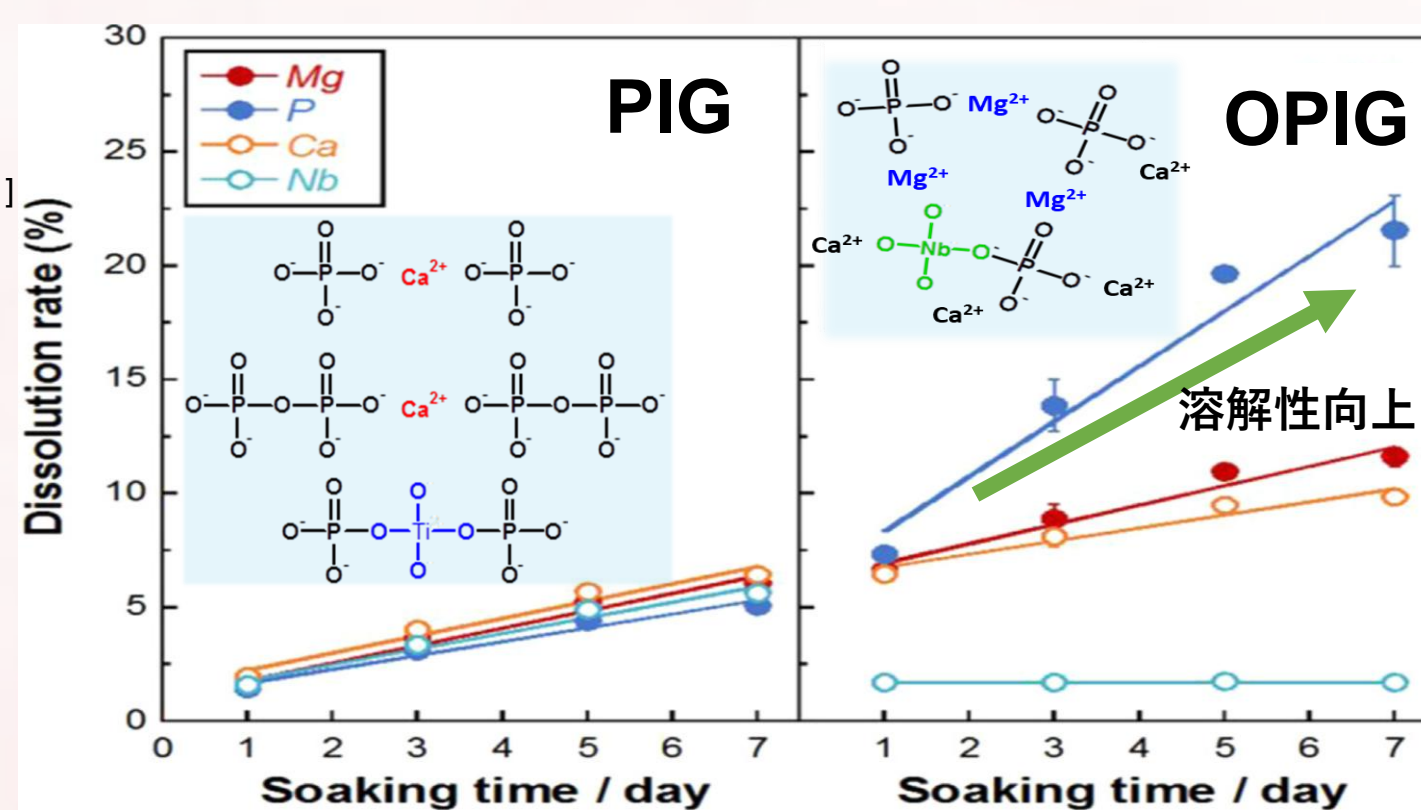 ]
Dissolution rate (%)
30
25
20
15
10
5
0
Mg
P
Ca
Nb
PIG
O
O⁻ P O⁻ Ca²⁺ O⁻ P O⁻
O⁻ O⁻
O O O O
O⁻ P O P O⁻ Ca²⁺ O⁻ P O P O⁻
O⁻ O⁻ O⁻ O⁻
O O O
O⁻ P O Ti O P O⁻
O⁻ O O⁻
0 1 2 3 4 5 6 7
Soaking time / day
OPIG
O O
O⁻ P O⁻ Mg²⁺ O⁻ P O⁻
O⁻ O⁻ Ca²⁺
Mg²⁺ Mg²⁺
O O
Ca²⁺ O Nb O⁻ P O⁻ Ca²⁺
O O⁻
Ca²⁺
溶解性向上
1 2 3 4 5 6 7
Soaking time / day